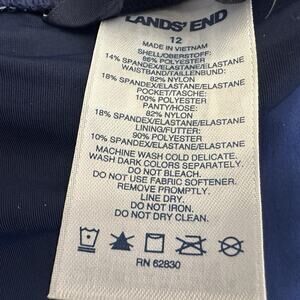 LANDS' END
12
MADE IN VIETNAM
SHELL/OBERSTOFF:
86% POLYESTER
14% SPANDEX/ELASTANE/ELASTANE
WAISTBAND/TAILLENBUND:
82% NYLON
18% SPANDEX/ELASTANE/ELASTANE
POCKET/TASCHE:
100% POLYESTER
PANTY/HOSE:
82% NYLON
18% SPANDEX/ELASTANE/ELASTANE
LINING/FUTTER:
90% POLYESTER
10% SPANDEX/ELASTANE/ELASTANE
MACHINE WASH COLD DELICATE.
WASH DARK COLORS SEPARATELY.
DO NOT BLEACH.
DO NOT USE FABRIC SOFTENER.
REMOVE PROMPTLY.
LINE DRY.
DO NOT IRON.
DO NOT DRY CLEAN.
RN 62830